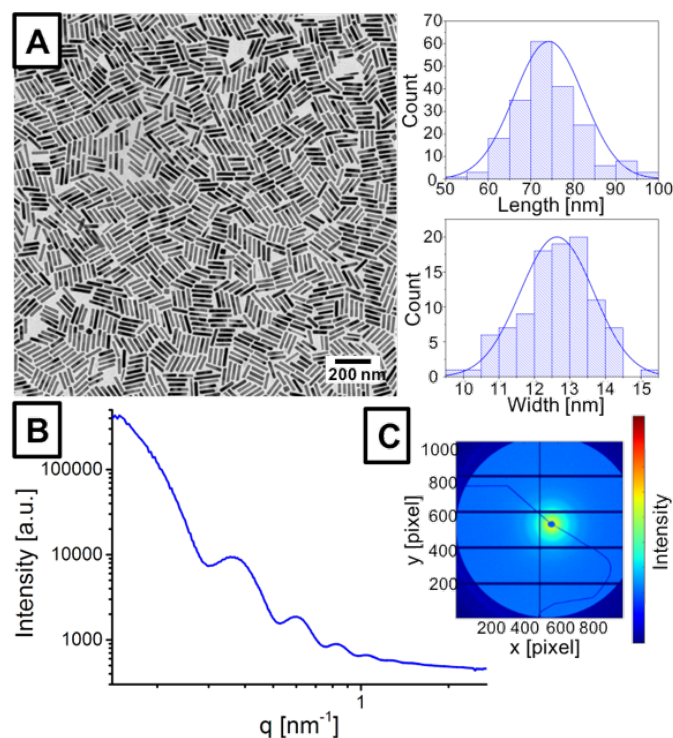 A
200 nm
Count
70
60
50
40
30
20
10
0
50 60 70 80 90 100
Length [nm]
Count
20
15
10
5
0
10 11 12 13 14 15
Width [nm]
B
Intensity [a.u.]
100000
10000
1000
1
q [nm-1]
C
y [pixel]
1000
800
600
400
200
200 400 600 800
x [pixel]
Intensity